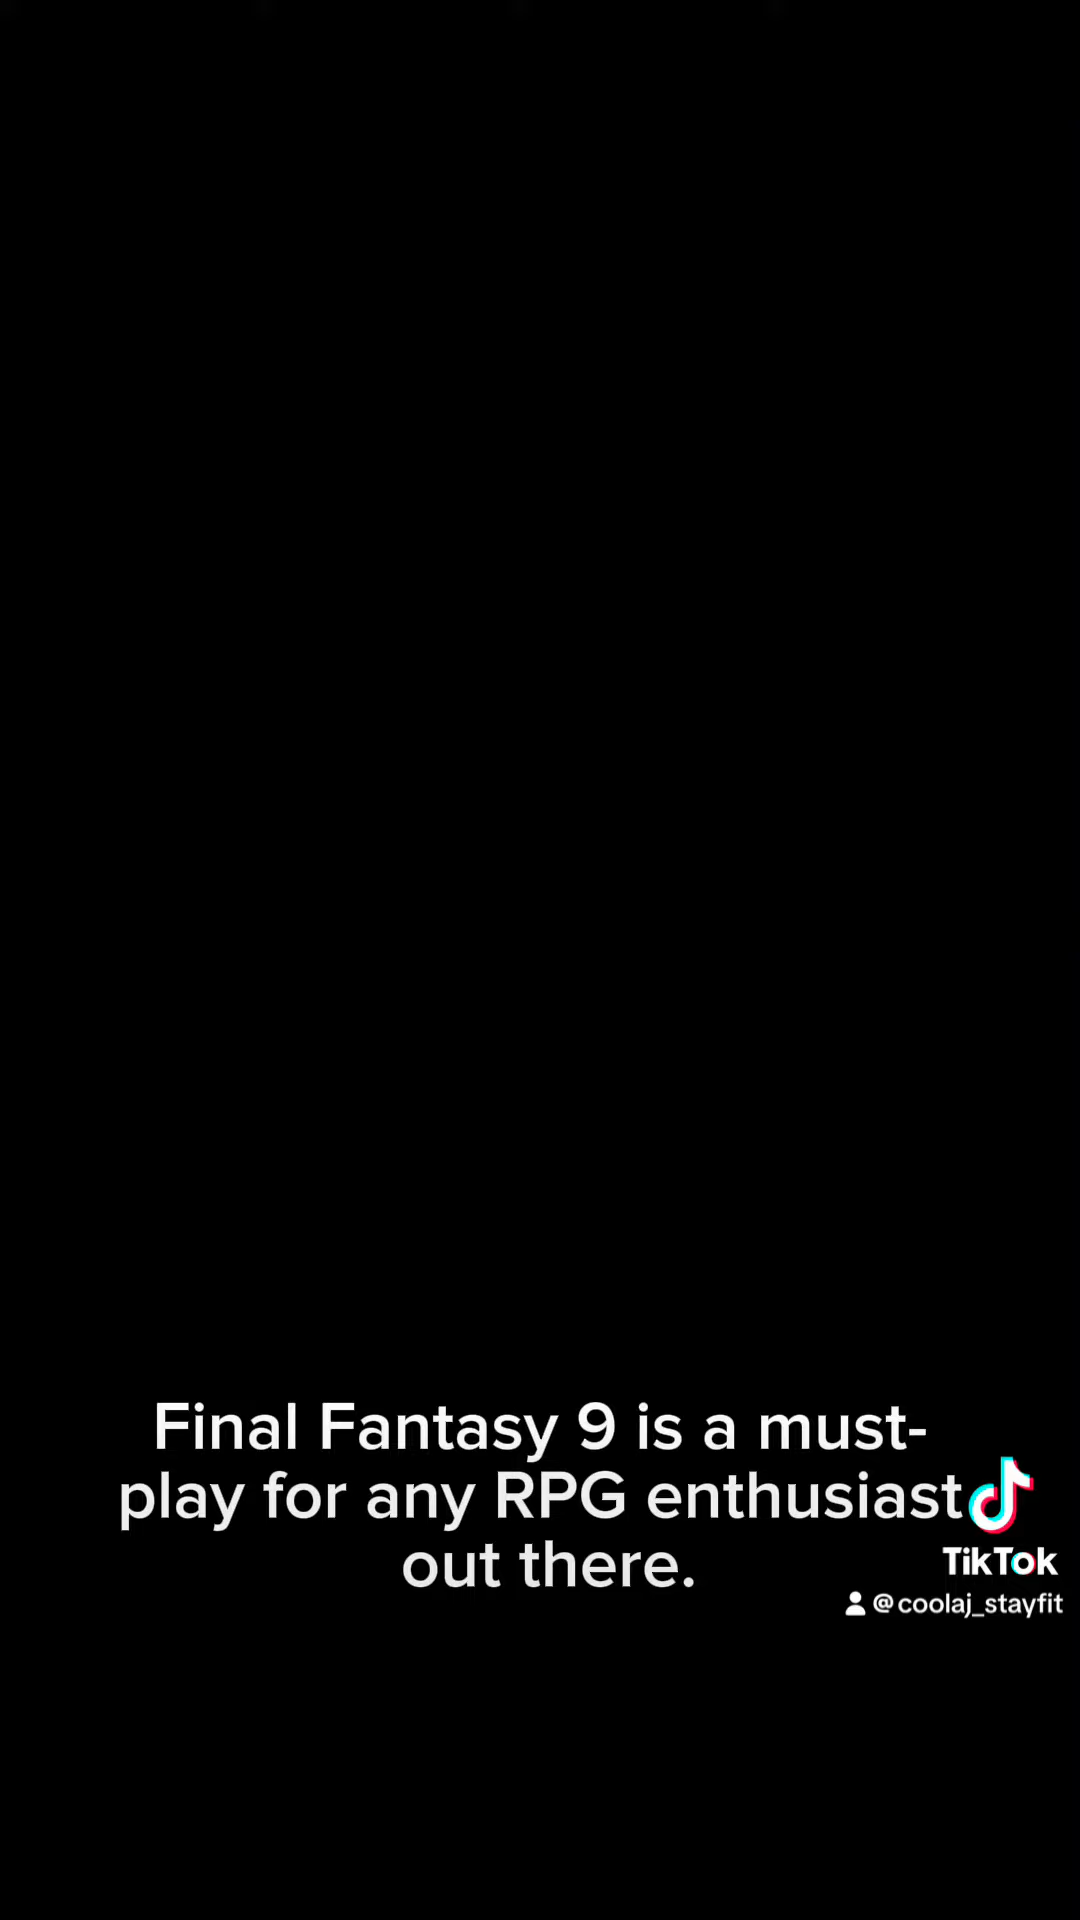 Final Fantasy 9 is a must-
play for any RPG enthusiast
out there.
TikTok
@coolaj_stayfit